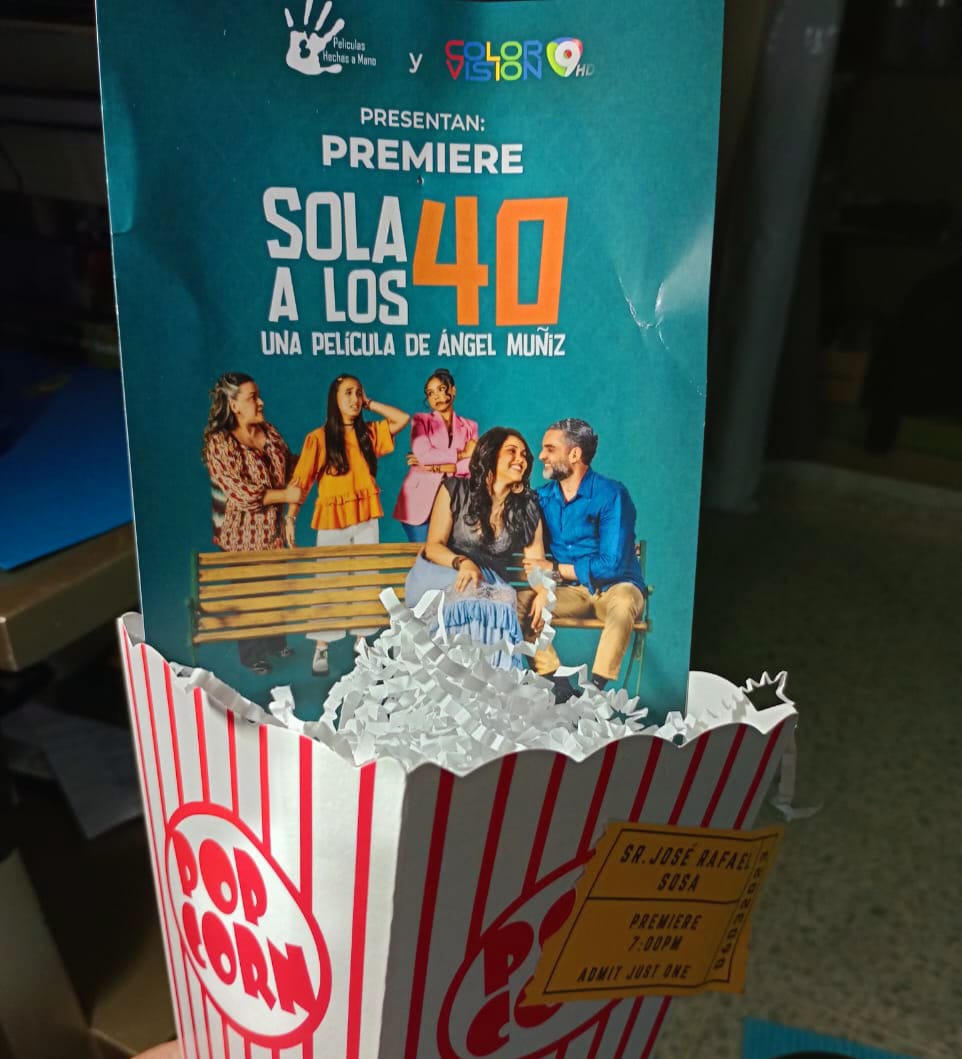 Películas
Hechas a Mano
y
COLOR
VISION
9
HD
PRESENTAN:
PREMIERE
SOLA
A LOS
40
UNA PELÍCULA DE ÁNGEL MUÑIZ
POP
CORN
SR. JOSÉ RAFAEL
SOSA
PREMIERE
7:00PM
ADMIT JUST ONE
06032023